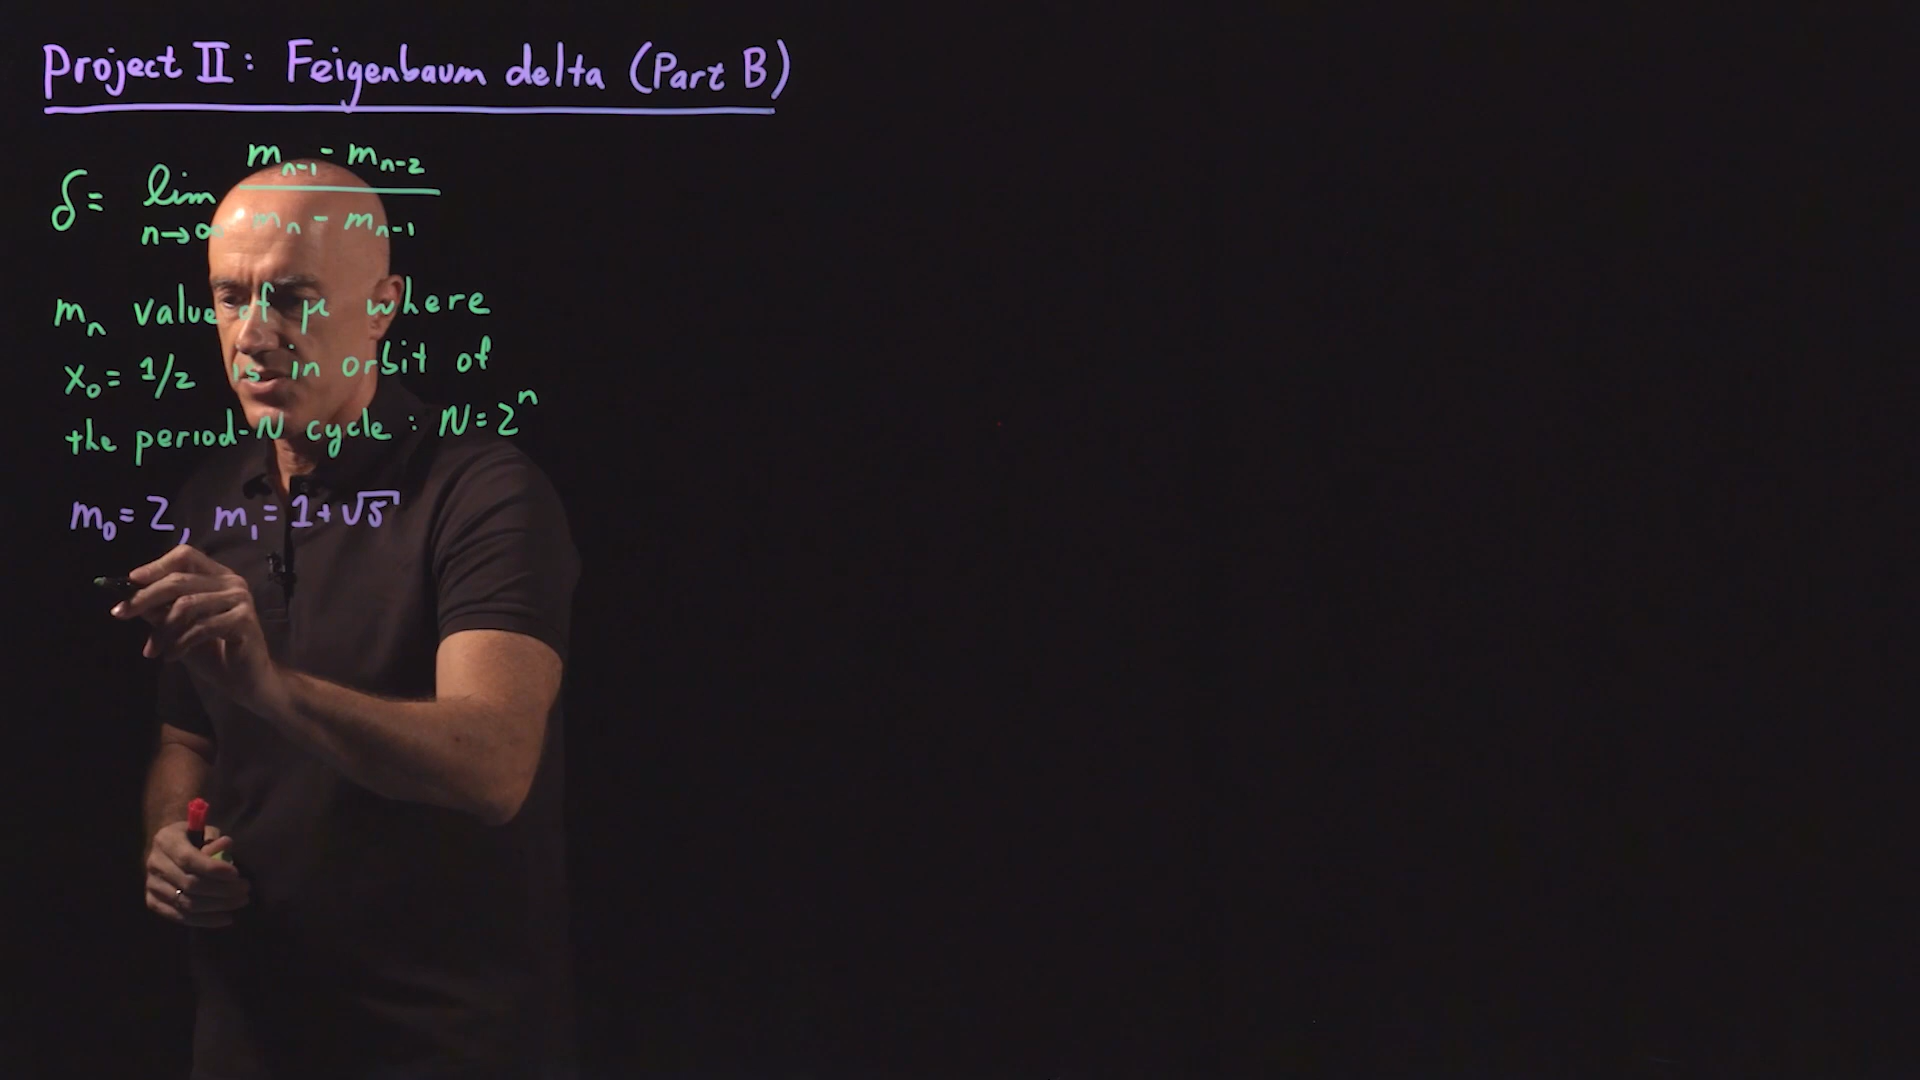 Project II: Feigenbaum delta (Part B)
δ = lim n→∞ (m_{n-1} - m_{n-2}) / (m_n - m_{n-1})
m_n value of μ where
x_0 = 1/2 is in orbit of
the period-N cycle : N = 2^n
m_0 = 2, m_1 = 1 + √5